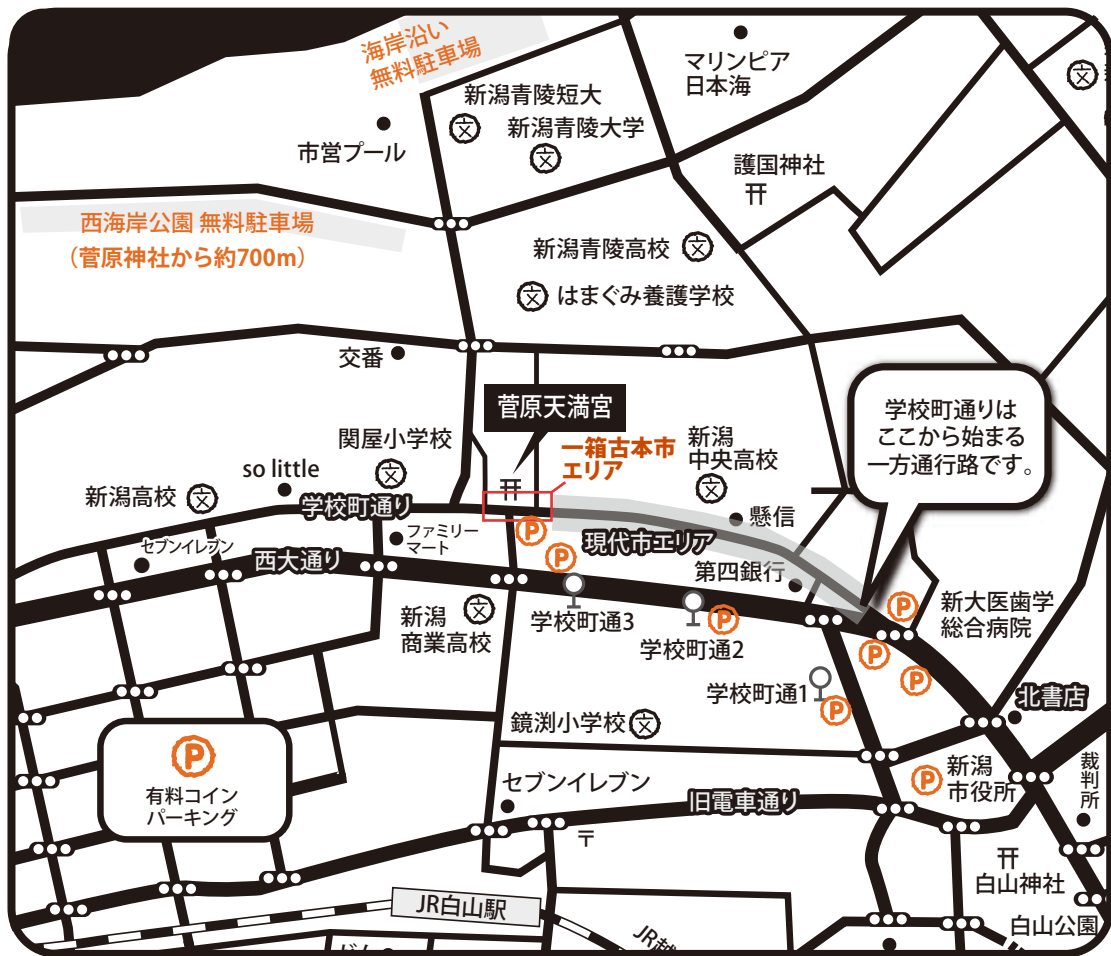 海岸沿い
無料駐車場
マリンピア
日本海
文
新潟青陵短大
文
新潟青陵大学
文
市営プール
護国神社
西海岸公園 無料駐車場
(菅原神社から約700m)
新潟青陵高校
文
文
はまぐみ養護学校
交番
菅原天満宮
学校町通りは
ここから始まる
一方通行路です。
関屋小学校
文
一箱古本市
エリア
新潟
中央高校
文
so little
新潟高校
文
学校町通り
ファミリー
マート
P
現代市エリア
懸信
セブンイレブン
西大通り
P
第四銀行
新潟
商業高校
文
学校町通3
学校町通2
P
P
新大医歯学
総合病院
P
P
学校町通1
P
北書店
鏡渕小学校
文
P
有料コイン
パーキング
セブンイレブン
旧電車通り
P
新潟
市役所
裁判所
〒
白山神社
JR白山駅
白山公園
JR越